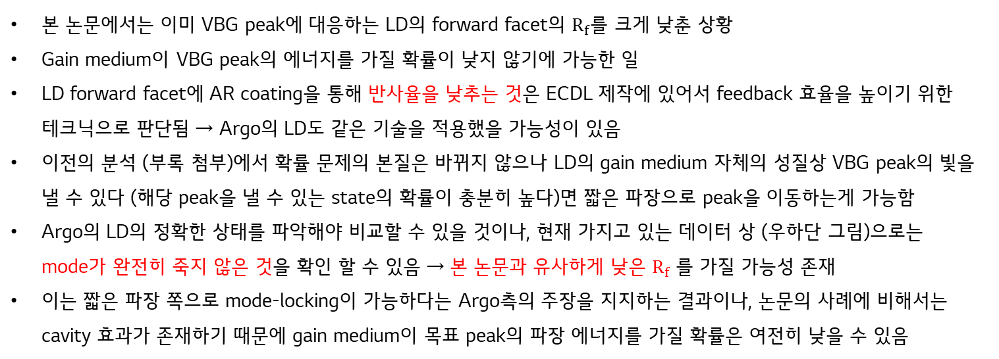 • 본 논문에서는 이미 VBG peak에 대응하는 LD의 forward facet의 Rf를 크게 낮춘 상황
• Gain medium이 VBG peak의 에너지를 가질 확률이 낮지 않기에 가능한 일
• LD forward facet에 AR coating을 통해 반사율을 낮추는 것은 ECDL 제작에 있어서 feedback 효율을 높이기 위한
테크닉으로 판단됨 → Argo의 LD도 같은 기술을 적용했을 가능성이 있음
• 이전의 분석 (부록 첨부)에서 확률 문제의 본질은 바뀌지 않으나 LD의 gain medium 자체의 성질상 VBG peak의 빛을
낼 수 있다 (해당 peak을 낼 수 있는 state의 확률이 충분히 높다)면 짧은 파장으로 peak을 이동하는게 가능함
• Argo의 LD의 정확한 상태를 파악해야 비교할 수 있을 것이나, 현재 가지고 있는 데이터 상 (우하단 그림)으로는
mode가 완전히 죽지 않은 것을 확인 할 수 있음 → 본 논문과 유사하게 낮은 Rf 를 가질 가능성 존재
• 이는 짧은 파장 쪽으로 mode-locking이 가능하다는 Argo측의 주장을 지지하는 결과이나, 논문의 사례에 비해서는
cavity 효과가 존재하기 때문에 gain medium이 목표 peak의 파장 에너지를 가질 확률은 여전히 낮을 수 있음